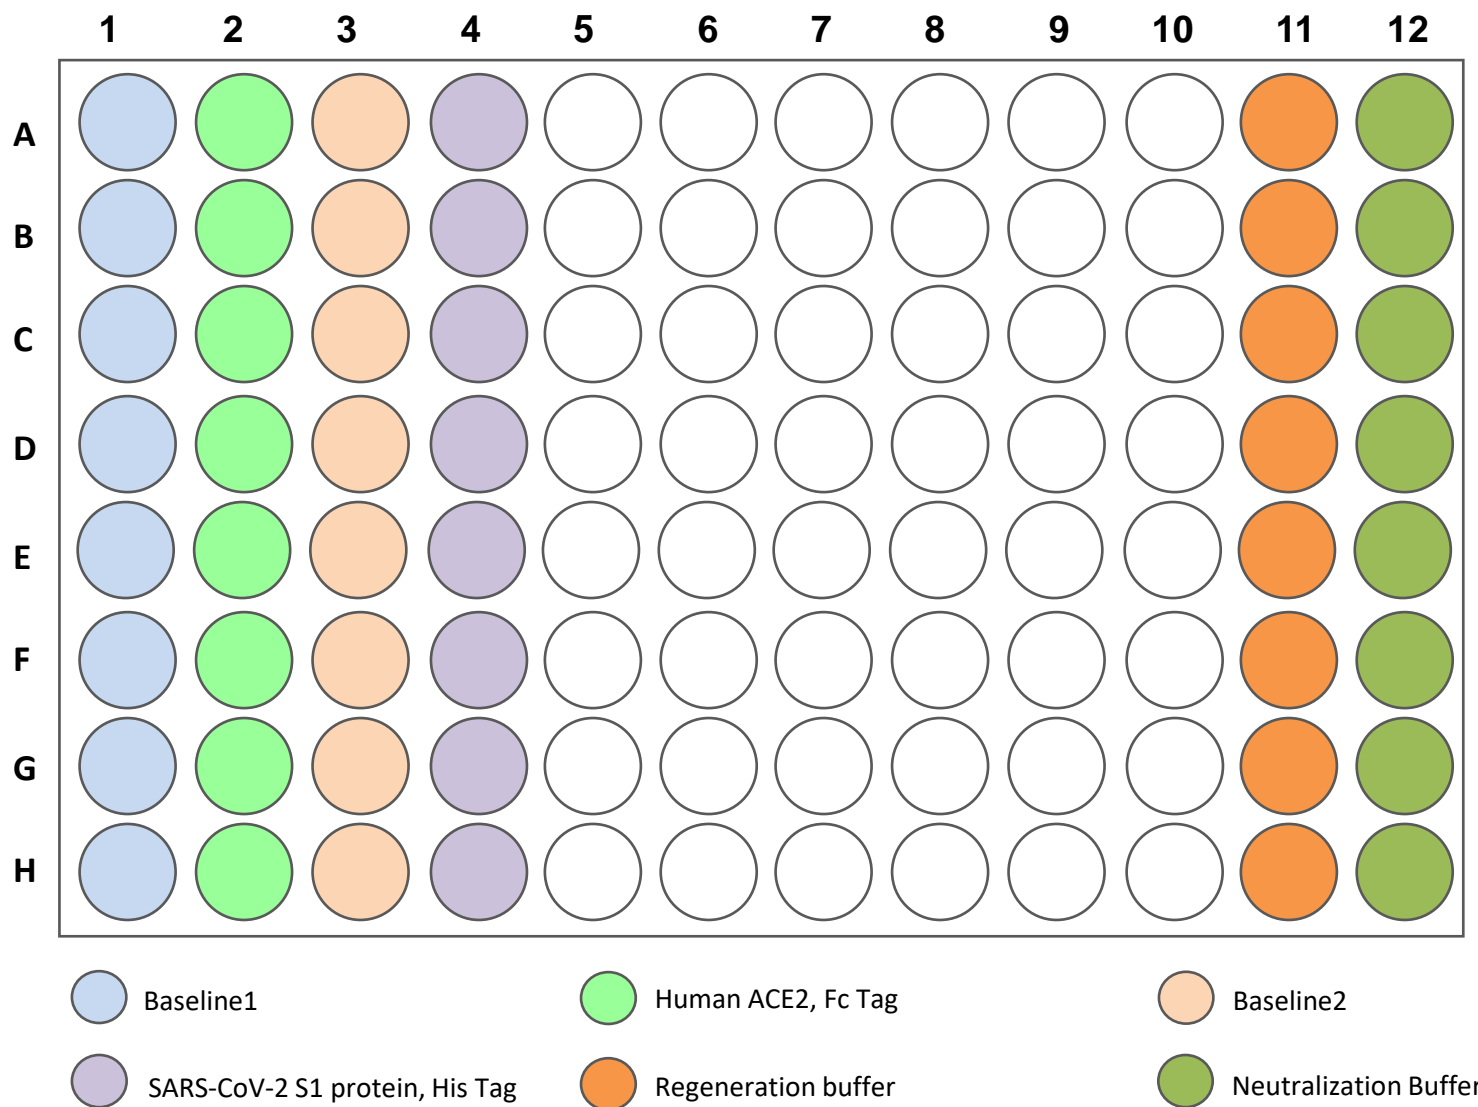 1 2 3 4 5 6 7 8 9 10 11 12
A
B
C
D
E
F
G
H
Baseline1 Human ACE2, Fc Tag Baseline2
SARS-CoV-2 S1 protein, His Tag Regeneration buffer Neutralization Buffer